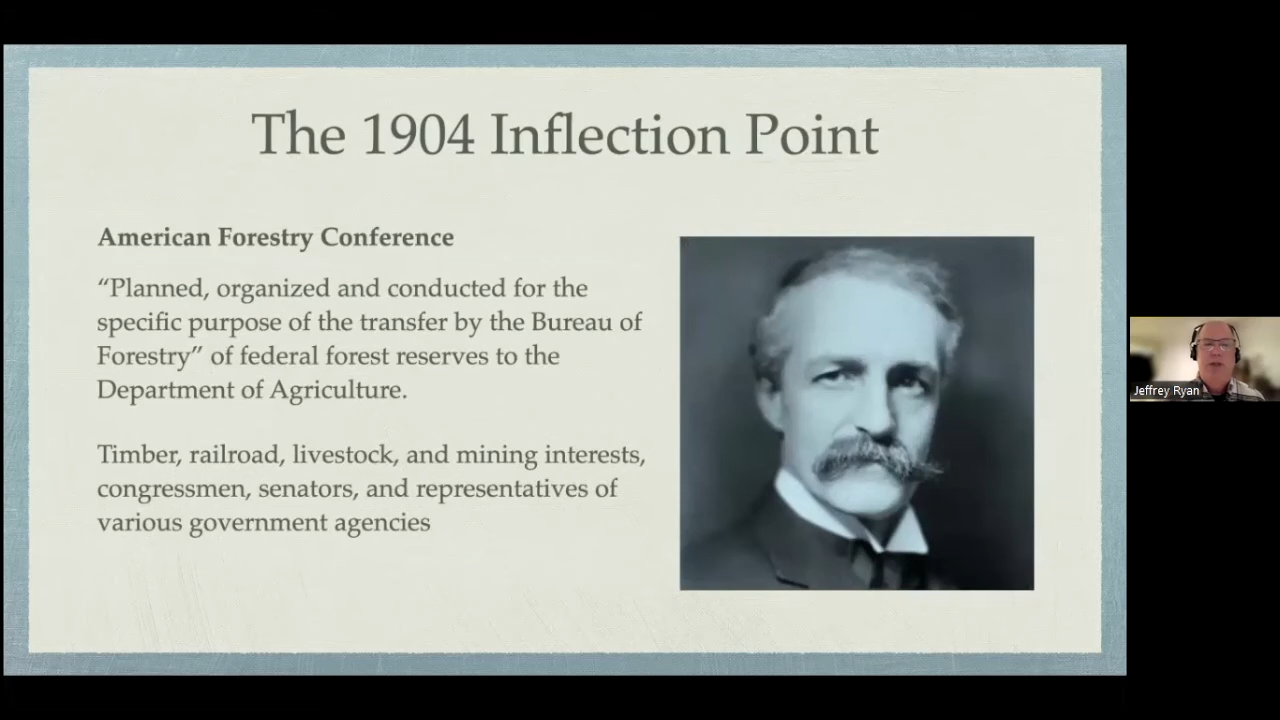 The 1904 Inflection Point
American Forestry Conference
“Planned, organized and conducted for the
specific purpose of the transfer by the Bureau of
Forestry” of federal forest reserves to the
Department of Agriculture.
Timber, railroad, livestock, and mining interests,
congressmen, senators, and representatives of
various government agencies
Jeffrey Ryan